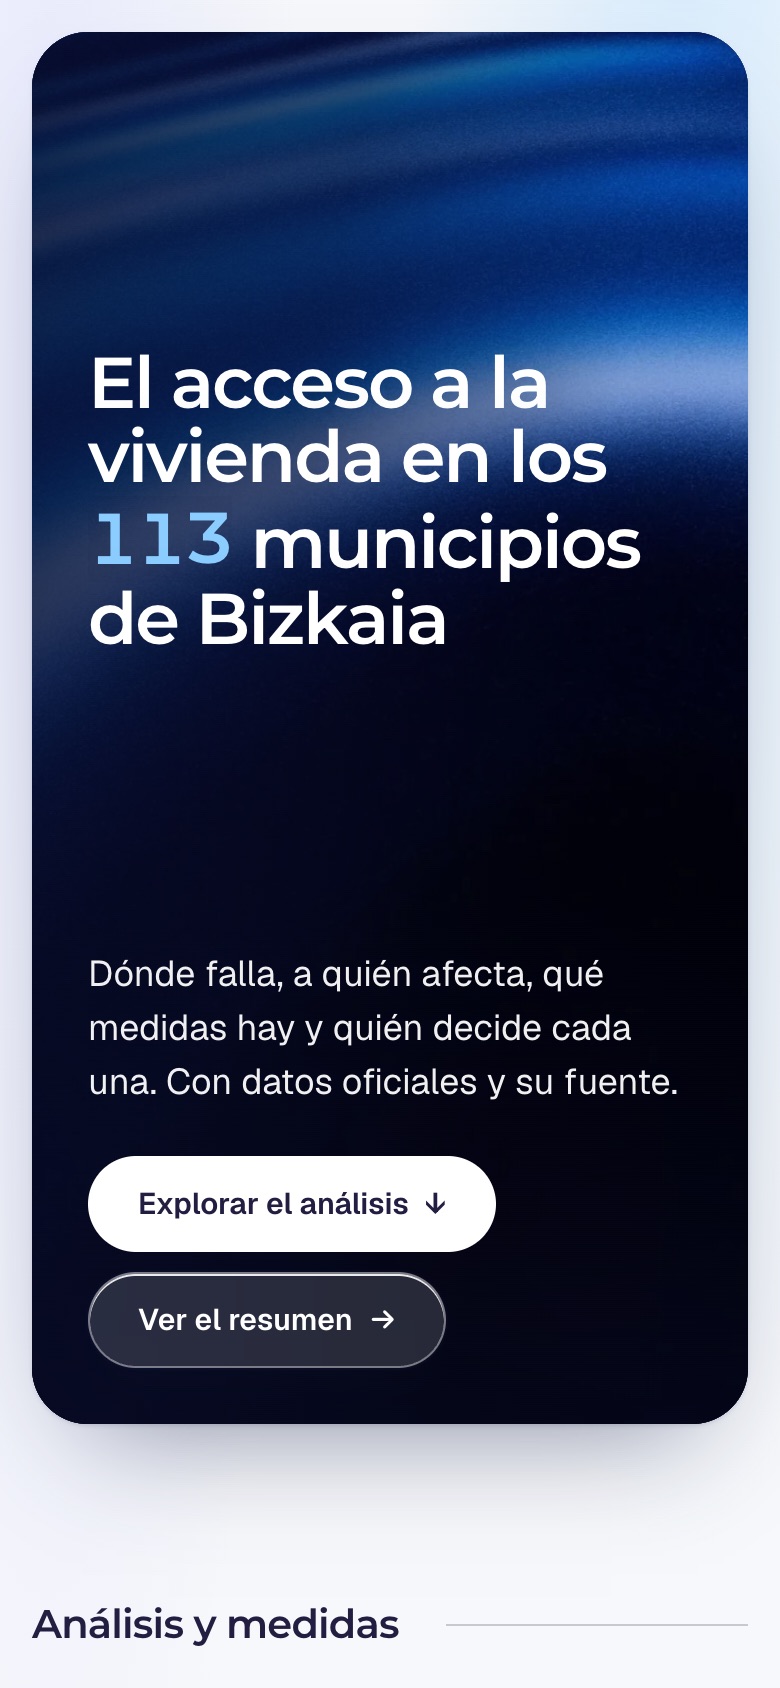 El acceso a la
vivienda en los
113 municipios
de Bizkaia
Dónde falla, a quién afecta, qué
medidas hay y quién decide cada
una. Con datos oficiales y su fuente.
Explorar el análisis ↓
Ver el resumen →
Análisis y medidas